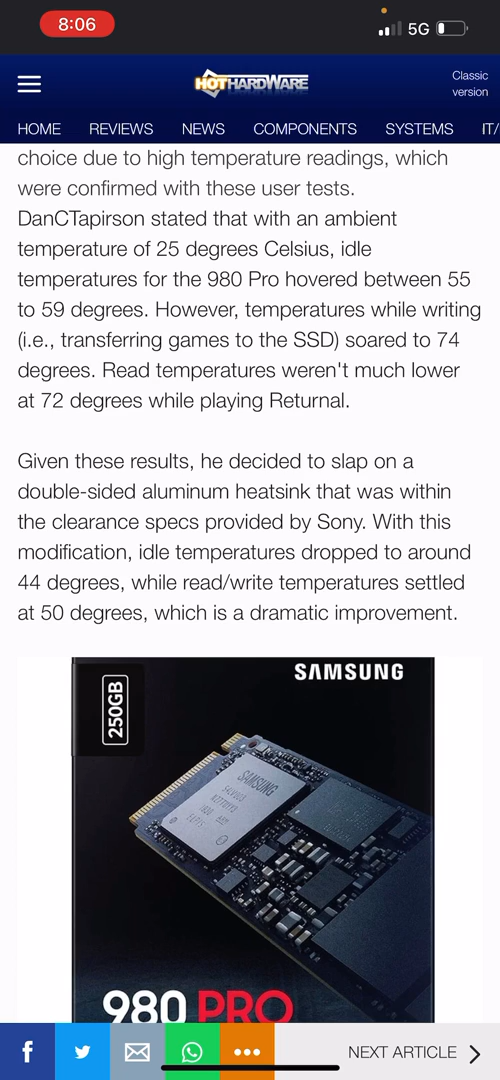 8:06
5G
HOTHARDWARE
Classic
version
HOME REVIEWS NEWS COMPONENTS SYSTEMS IT/
choice due to high temperature readings, which
were confirmed with these user tests.
DanCTapirson stated that with an ambient
temperature of 25 degrees Celsius, idle
temperatures for the 980 Pro hovered between 55
to 59 degrees. However, temperatures while writing
(i.e., transferring games to the SSD) soared to 74
degrees. Read temperatures weren't much lower
at 72 degrees while playing Returnal.
Given these results, he decided to slap on a
double-sided aluminum heatsink that was within
the clearance specs provided by Sony. With this
modification, idle temperatures dropped to around
44 degrees, while read/write temperatures settled
at 50 degrees, which is a dramatic improvement.
SAMSUNG
250GB
SAMSUNG
980 PRO
NEXT ARTICLE